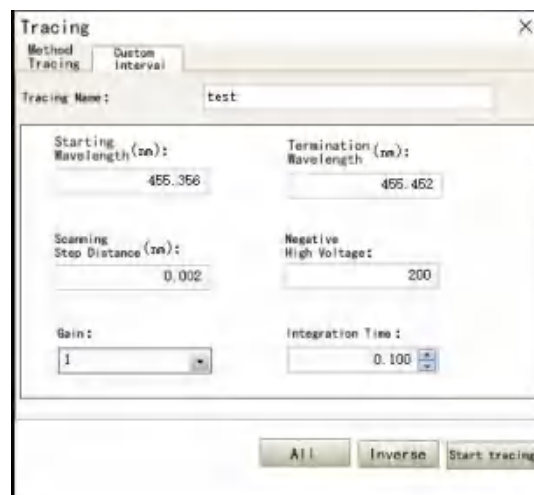 Tracing
Method Tracing
Custom Interval
Tracing Name: test
Starting Wavelength(nm):
Termination Wavelength (nm):
455.356
455.452
Scanning Step Distance(nm):
Negative High Voltage:
0.002
200
Gain:
Integration Time:
1
0.100
All
Inverse
Start tracing